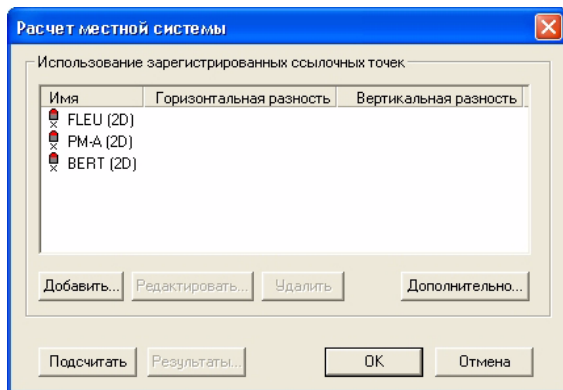 Расчет местной системы
Использование зарегистрированных ссылочных точек
Имя Горизонтальная разность Вертикальная разность
FLEU (2D)
PM-A (2D)
BERT (2D)
Добавить... Редактировать... Удалить Дополнительно...
Подсчитать Результаты... OK Отмена